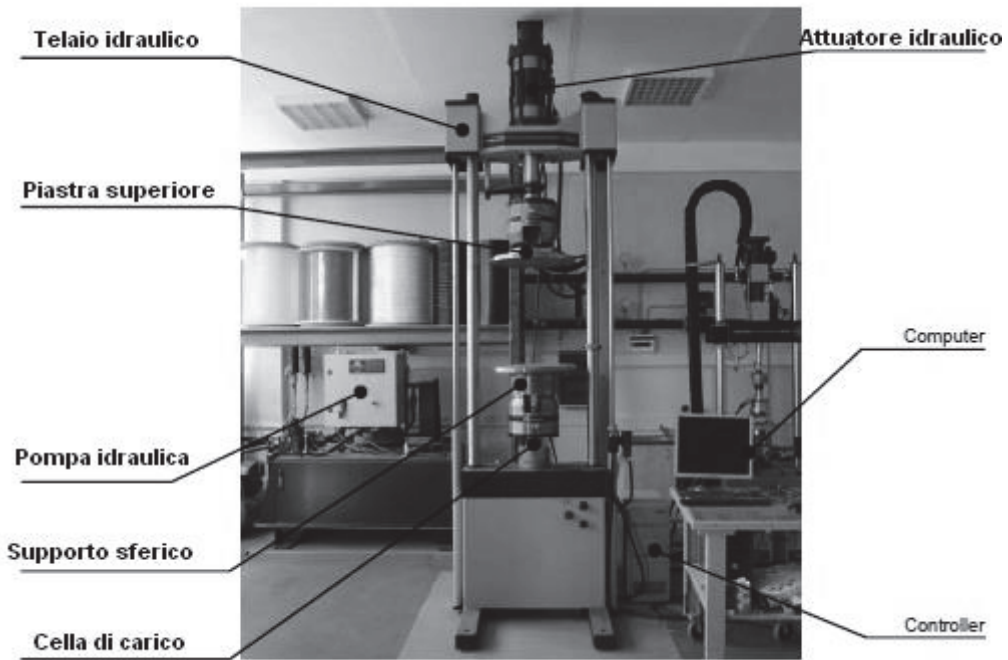 Telaio idraulico
Attuatore idraulico
Piastra superiore
Computer
Pompa idraulica
Supporto sferico
Cella di carico
Controller